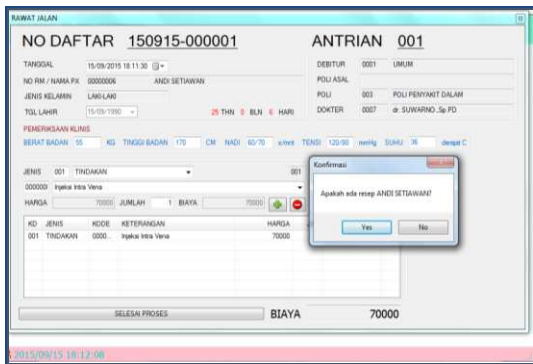 RAWAT JALAN
NO DAFTAR 150915-000001 ANTRIAN 001
TANGGAL 15/09/2015 18:11:30 DEBITUR 0001 UMUM
NO RM / NAMA PX 00000006 ANDI SETIAWAN POLI ASAL
JENIS KELAMIN LAKI-LAKI POLI 003 POLI PENYAKIT DALAM
TGL LAHIR 15/09/1990 25 THN 0 BLN 6 HARI DOKTER 0007 dr. SUWARNO.,Sp.PD
PEMERIKSAAN KLINIS
BERAT BADAN 55 KG TINGGI BADAN 170 CM NADI 60/70 x/mnt TENSI 120/90 mmHg SUHU 36 derajat C
JENIS 001 TINDAKAN 001
Injeksi Intra Vena
HARGA 70000 JUMLAH 1 BIAYA 70000
Konfirmasi
Apakah ada resep ANDI SETIAWAN?
Yes No
KD JENIS KODE KETERANGAN HARGA
001 TINDAKAN 0000... Injeksi Intra Vena 70000
SELESAI PROSES BIAYA 70000
2015/09/15 18:12:08